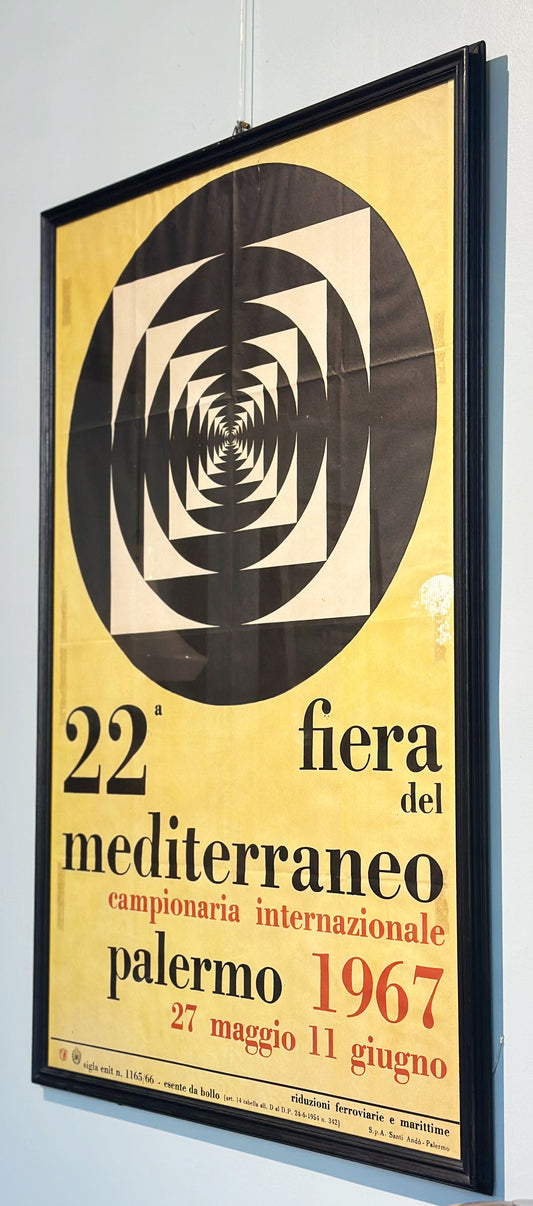 22ª fiera
del
mediterraneo
campionaria internazionale
palermo 1967
27 maggio 11 giugno
riduzioni ferroviarie e marittime
sigla enit n. 1165/66 - esente da bollo (art. 14 tabella all. D al D.P. 24-6-1954 n. 342)
S.p.A. Santi Andò - Palermo